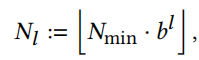 N_l := ⌊N_min · b^l⌋,